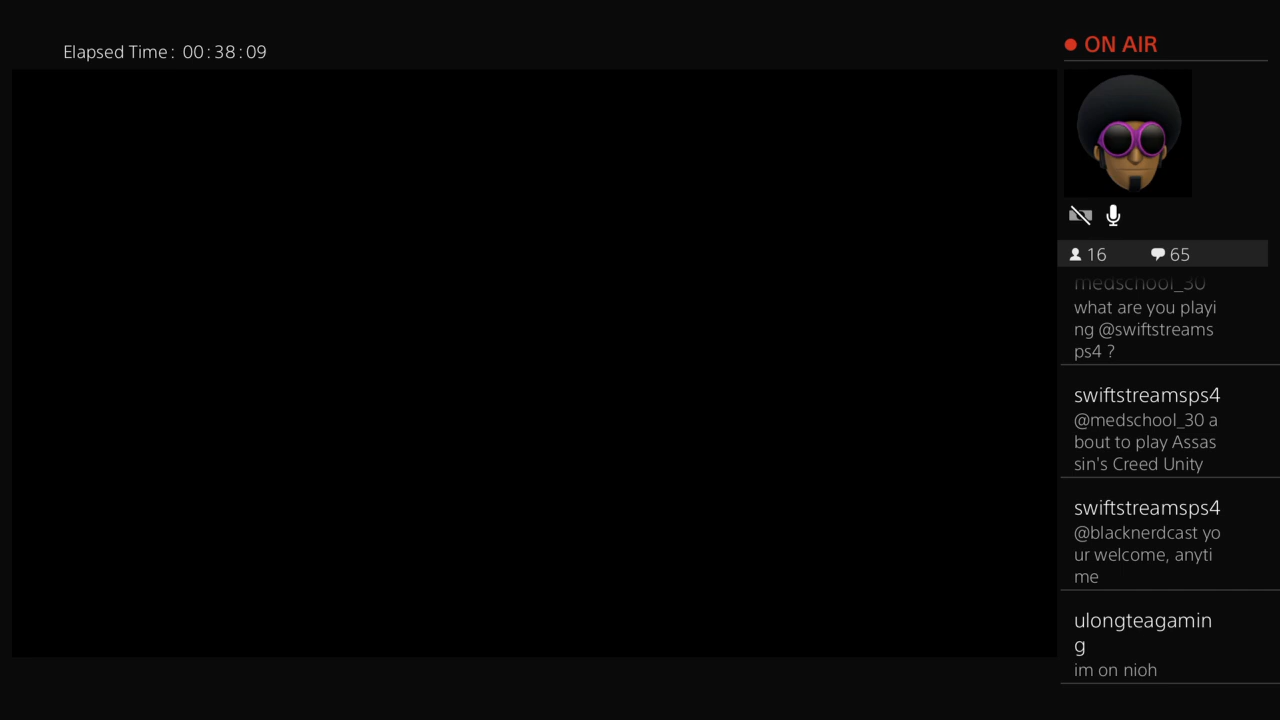 Elapsed Time: 00:38:09
ON AIR
16 65
medschool_30
what are you playi
ng @swiftstreams
ps4 ?
swiftstreamsps4
@medschool_30 a
bout to play Assas
sin's Creed Unity
swiftstreamsps4
@blacknerdcast yo
ur welcome, anyti
me
ulongteagamin
g
im on nioh